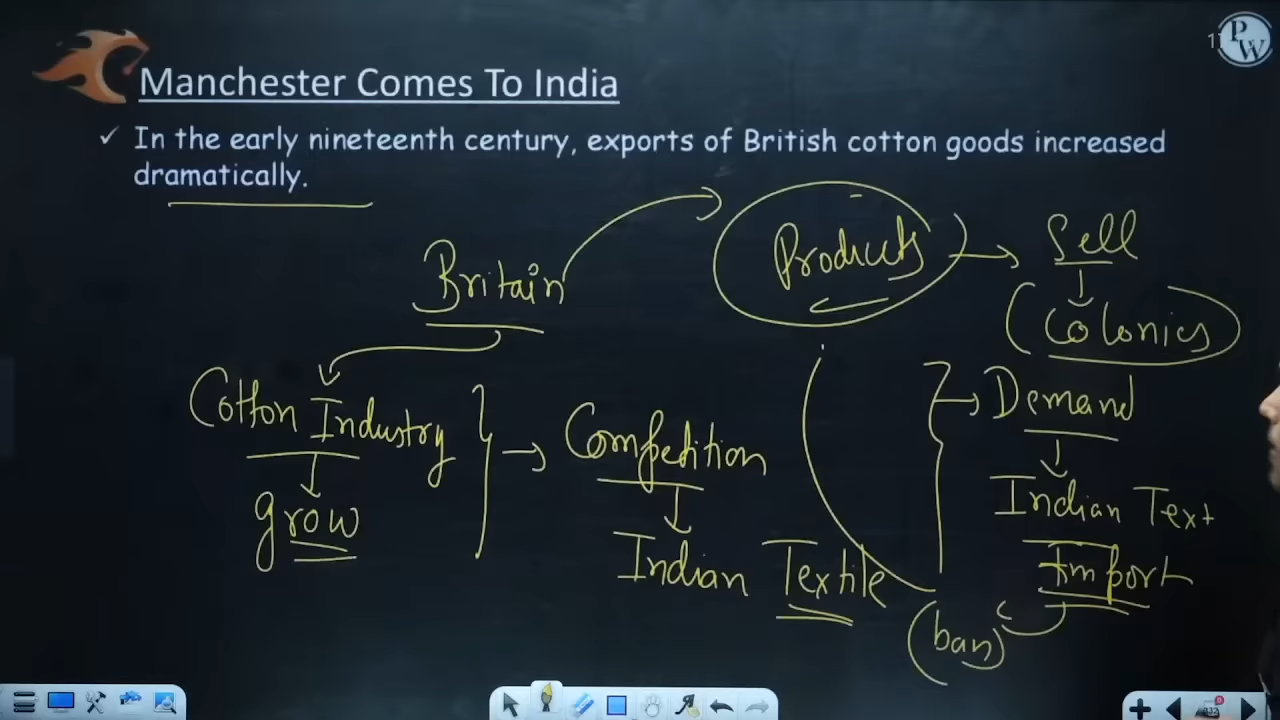 Manchester Comes To India
✓ In the early nineteenth century, exports of British cotton goods increased
dramatically.
PW
Britain
Products
Sell
Colonies
Cotton Industry
grow
Competition
Indian Textile
Demand
Indian Text
Import
(ban)